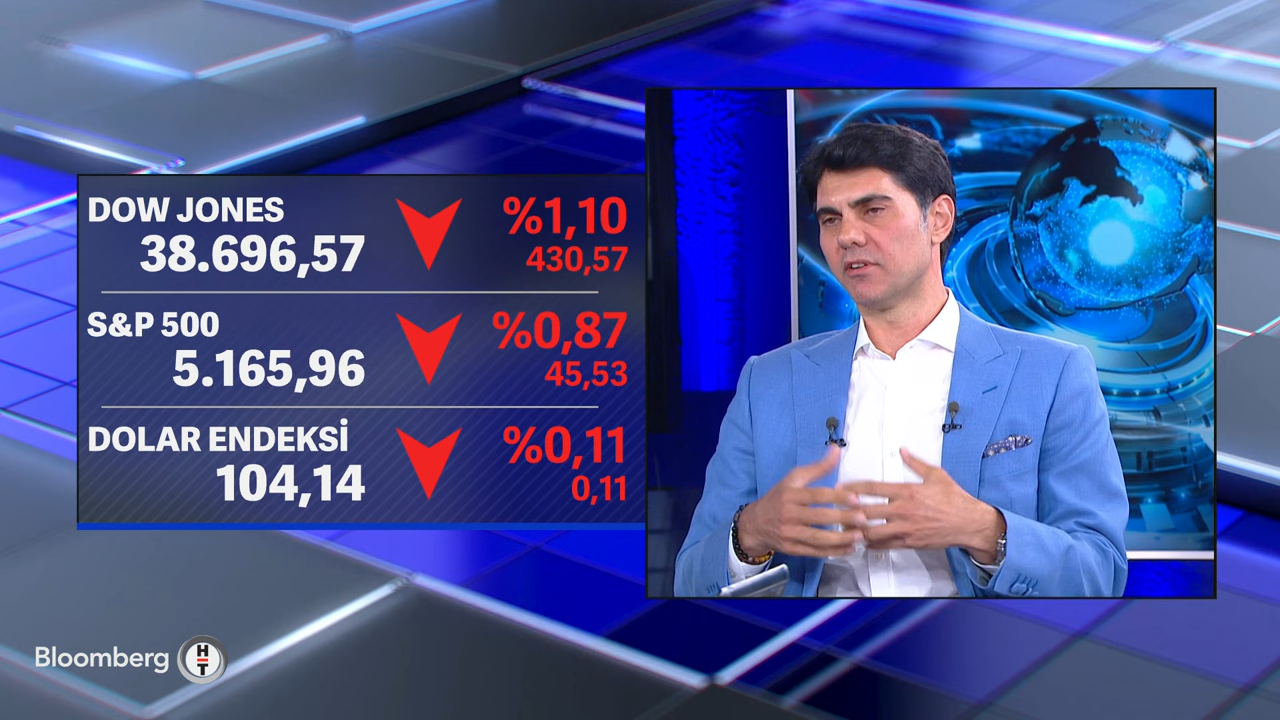 DOW JONES
38.696,57
%1,10
430,57
S&P 500
5.165,96
%0,87
45,53
DOLAR ENDEKSİ
104,14
%0,11
0,11
Bloomberg HT